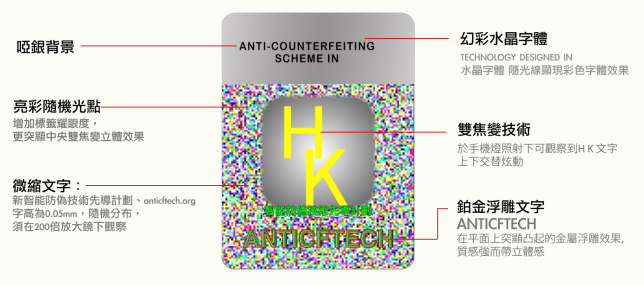 啞銀背景
亮彩隨機光點
增加標籤耀眼度，
更突顯中央雙焦變立體效果
微縮文字：
新智能防偽技術先導計劃、anticftech.org
字高為0.05mm，隨機分布，
須在200倍放大鏡下觀察
ANTI-COUNTERFEITING
SCHEME IN
H
K
ANTICFTECH
幻彩水晶字體
TECHNOLOGY DESIGNED IN
水晶字體 隨光線顯現彩色字體效果
雙焦變技術
於手機燈照射下可觀察到H K 文字
上下交替炫動
鉑金浮雕文字
ANTICFTECH
在平面上突顯凸起的金屬浮雕效果,
質感強而帶立體感